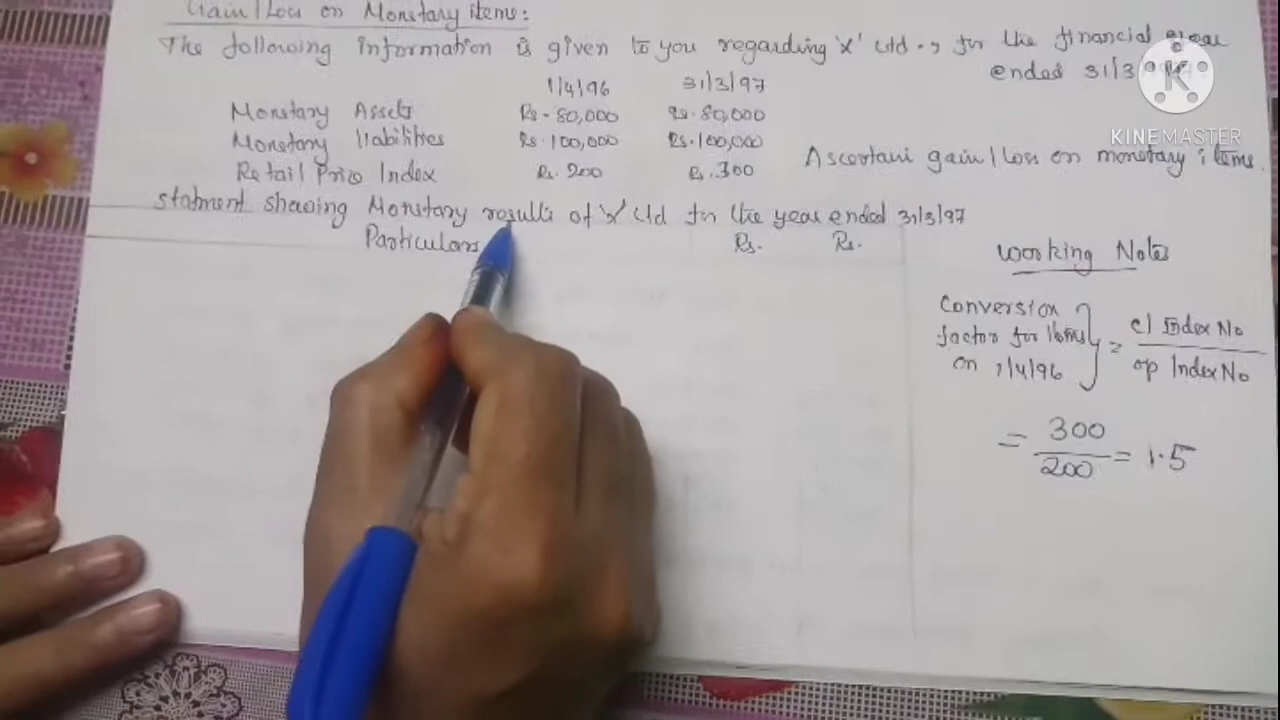 Gain/Loss on Monetary items:
The following information is given to you regarding 'X' Ltd., for the financial year
ended 31/3/
1/4/96 31/3/97
Monetary Assets Rs. 80,000 Rs. 80,000
Monetary liabilities Rs. 100,000 Rs. 100,000
Retail Price Index Rs. 200 Rs. 300
Ascertain gain/Loss on monetary items.
Statment showing Monetary results of 'X' Ltd for the year ended 31/3/97
Particulars Rs. Rs.
Working Notes
Conversion
factor for items
on 1/4/96 = cl Index No
op Index No
= 300
200 = 1.5
K
KINEMASTER